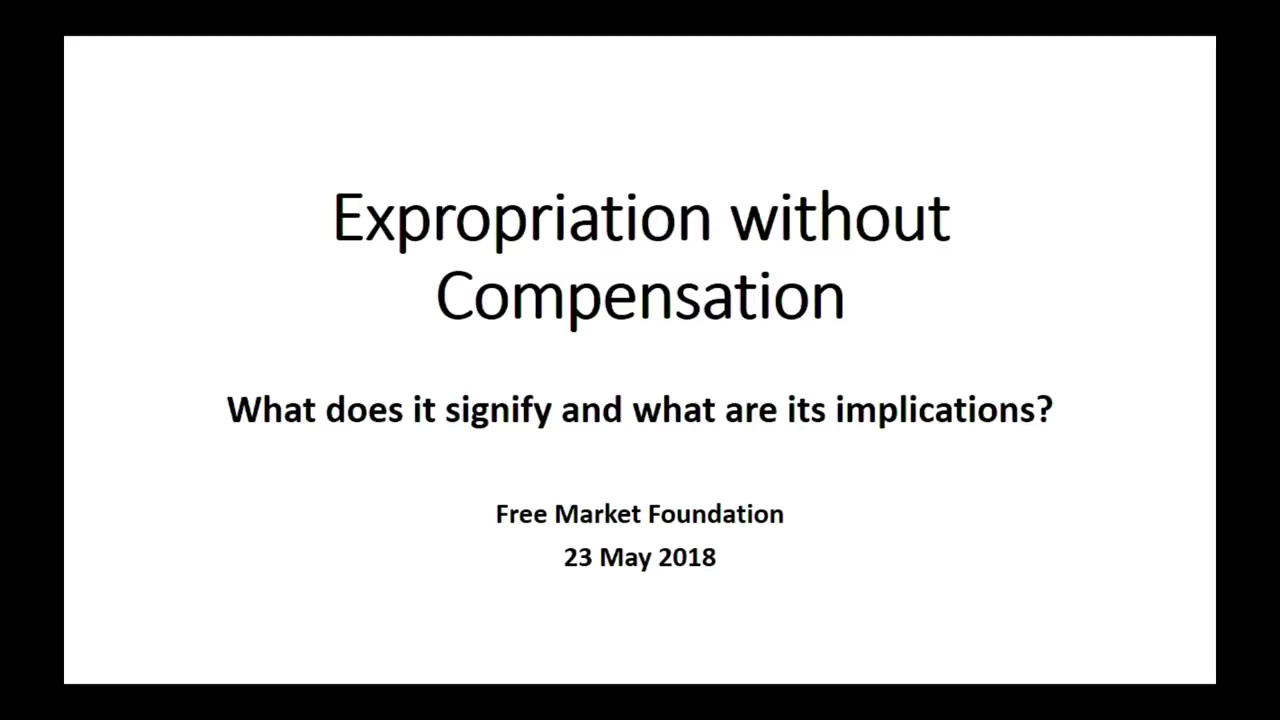 Expropriation without
Compensation
What does it signify and what are its implications?
Free Market Foundation
23 May 2018